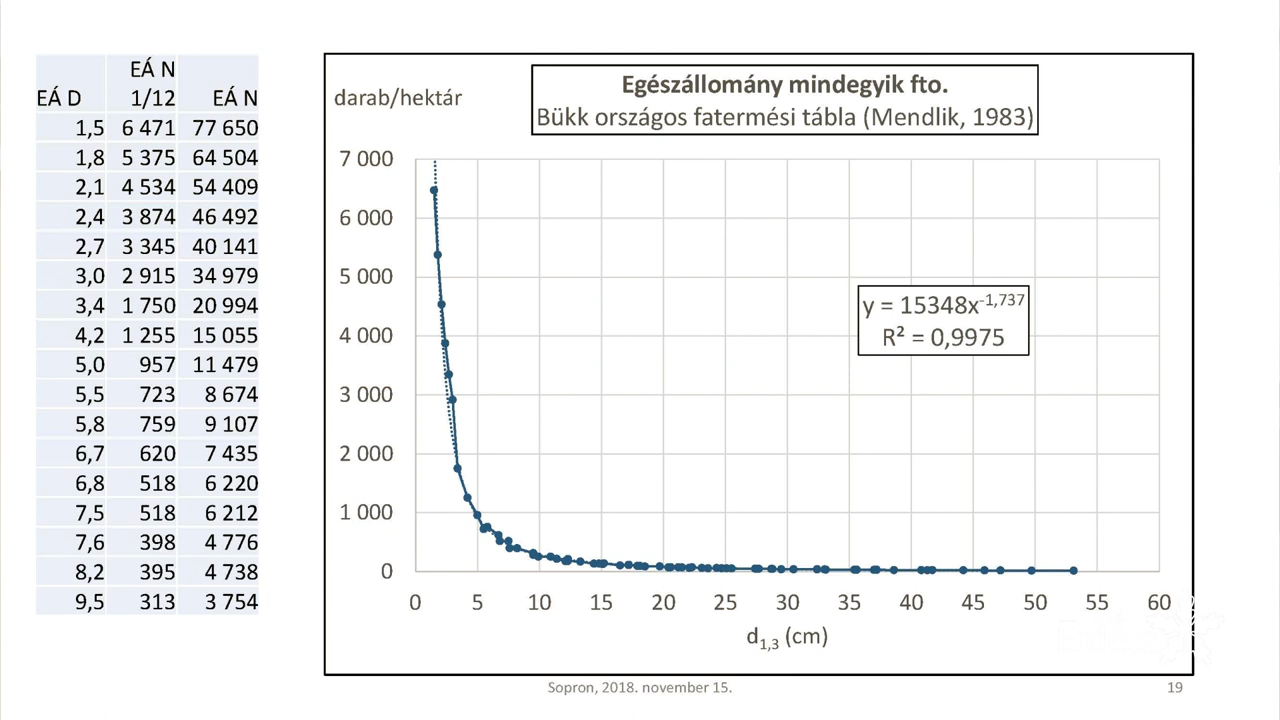 EÁ D EÁ N 1/12 EÁ N
1,5 6 471 77 650
1,8 5 375 64 504
2,1 4 534 54 409
2,4 3 874 46 492
2,7 3 345 40 141
3,0 2 915 34 979
3,4 1 750 20 994
4,2 1 255 15 055
5,0 957 11 479
5,5 723 8 674
5,8 759 9 107
6,7 620 7 435
6,8 518 6 220
7,5 518 6 212
7,6 398 4 776
8,2 395 4 738
9,5 313 3 754
darab/hektár
Egészállomány mindegyik fto.
Bükk országos fatermési tábla (Mendlik, 1983)
7 000
6 000
5 000
4 000
3 000
2 000
1 000
0
y = 15348x^-1,737
R² = 0,9975
0 5 10 15 20 25 30 35 40 45 50 55 60
d1,3 (cm)
Sopron, 2018. november 15.
19